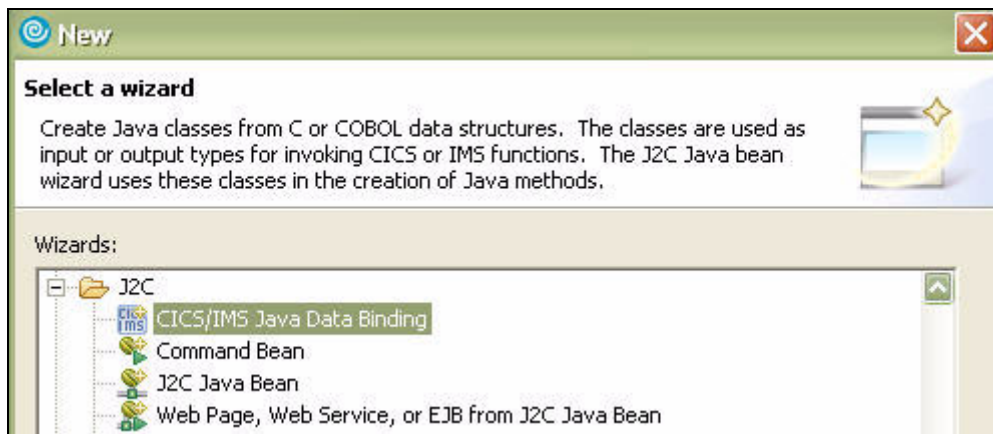 New
Select a wizard
Create Java classes from C or COBOL data structures. The classes are used as
input or output types for invoking CICS or IMS functions. The J2C Java bean
wizard uses these classes in the creation of Java methods.
Wizards:
J2C
CICS/IMS Java Data Binding
Command Bean
J2C Java Bean
Web Page, Web Service, or EJB from J2C Java Bean